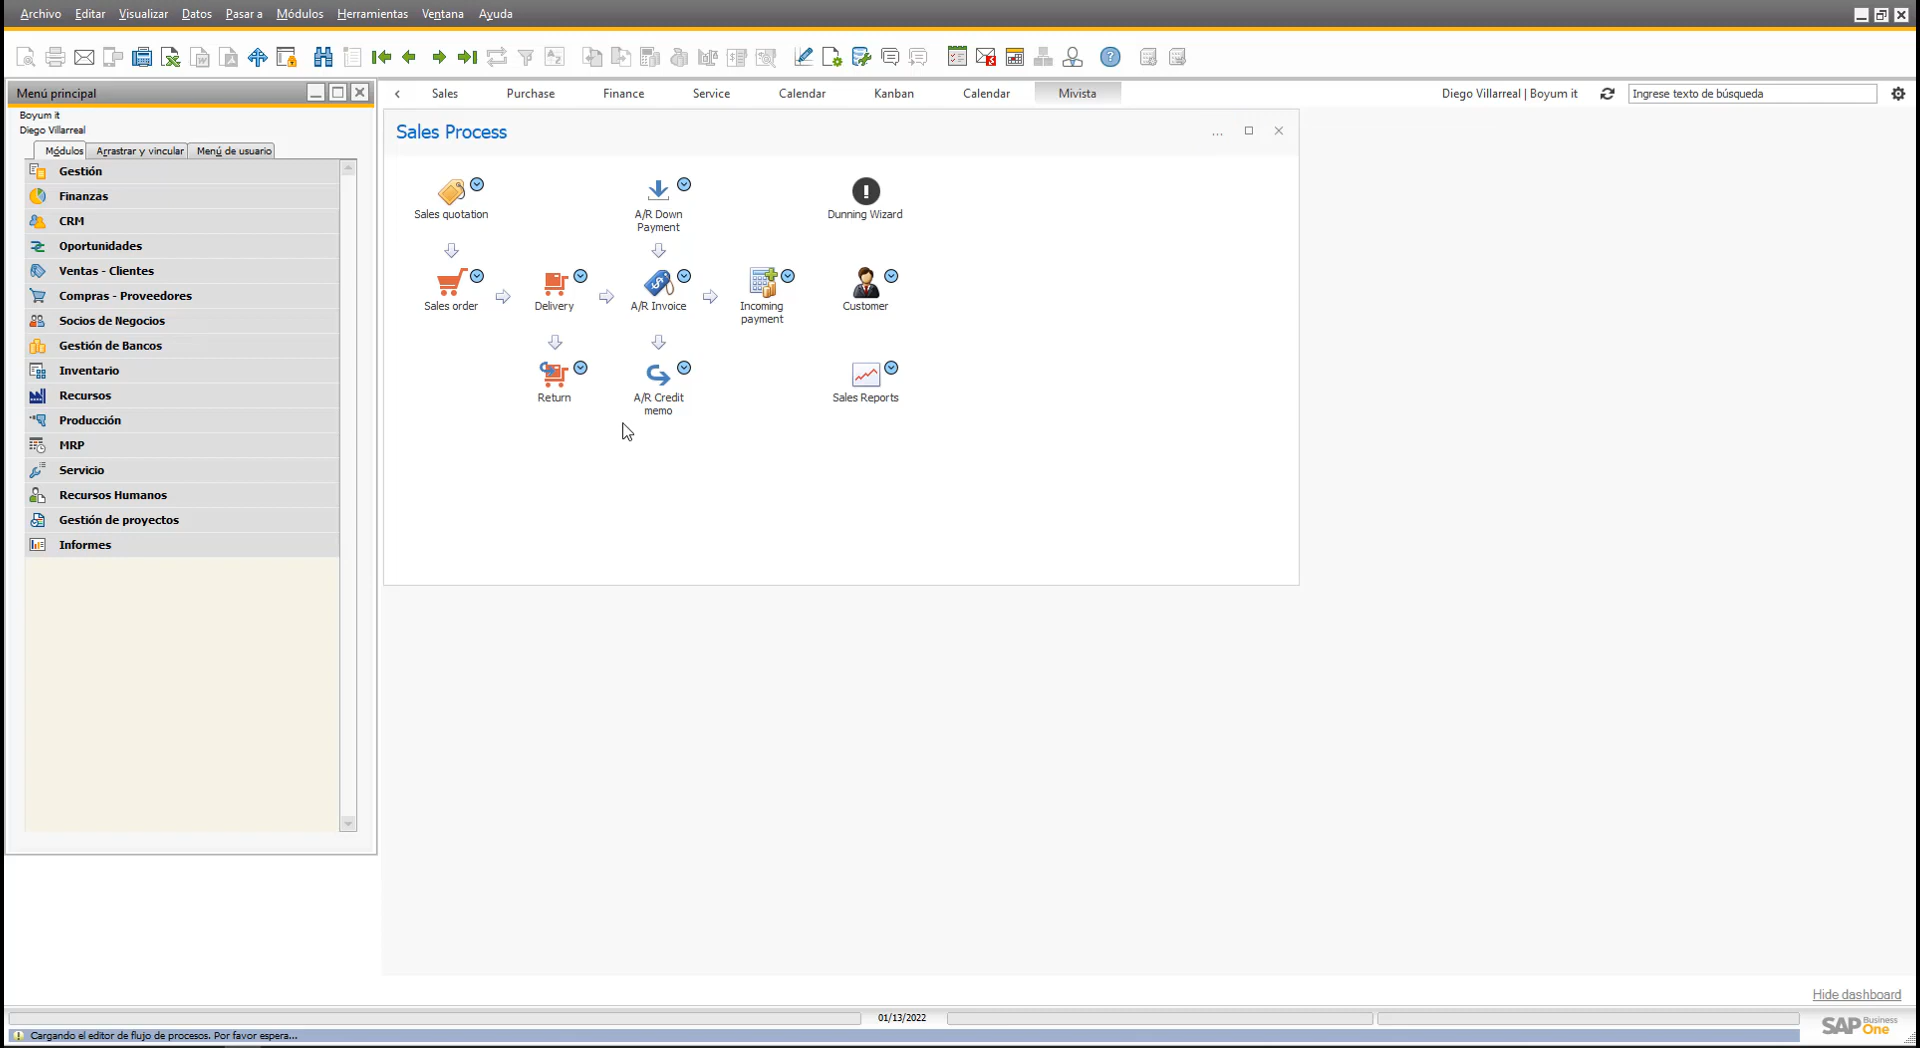 Archivo Editar Visualizar Datos Pasar a Módulos Herramientas Ventana Ayuda
Menú principal
Sales Purchase Finance Service Calendar Kanban Calendar Mivista
Diego Villarreal | Boyum it
Ingrese texto de búsqueda
Boyum it
Diego Villarreal
Módulos Arrastrar y vincular Menú de usuario
Gestión
Finanzas
CRM
Oportunidades
Ventas - Clientes
Compras - Proveedores
Socios de Negocios
Gestión de Bancos
Inventario
Recursos
Producción
MRP
Servicio
Recursos Humanos
Gestión de proyectos
Informes
Sales Process
...
Sales quotation
A/R Down
Payment
Dunning Wizard
Sales order
Delivery
A/R Invoice
Incoming
payment
Customer
Return
A/R Credit
memo
Sales Reports
Hide dashboard
01/13/2022
Cargando el editor de flujo de procesos. Por favor espera...
SAP Business
One